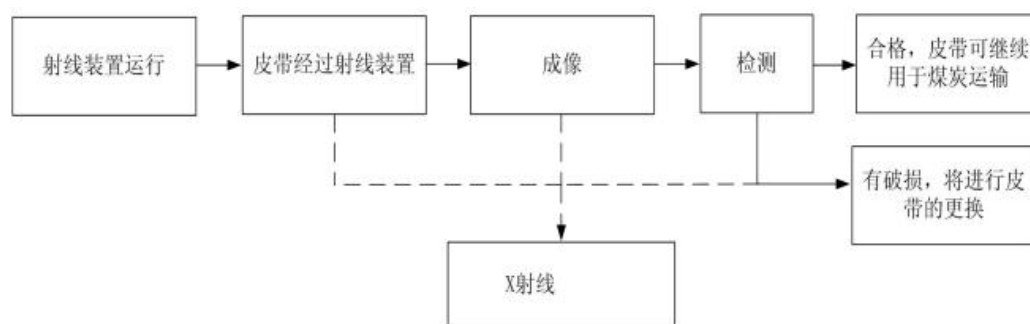 射线装置运行
皮带经过射线装置
成像
检测
合格，皮带可继续
用于煤炭运输
有破损，将进行皮
带的更换
X射线